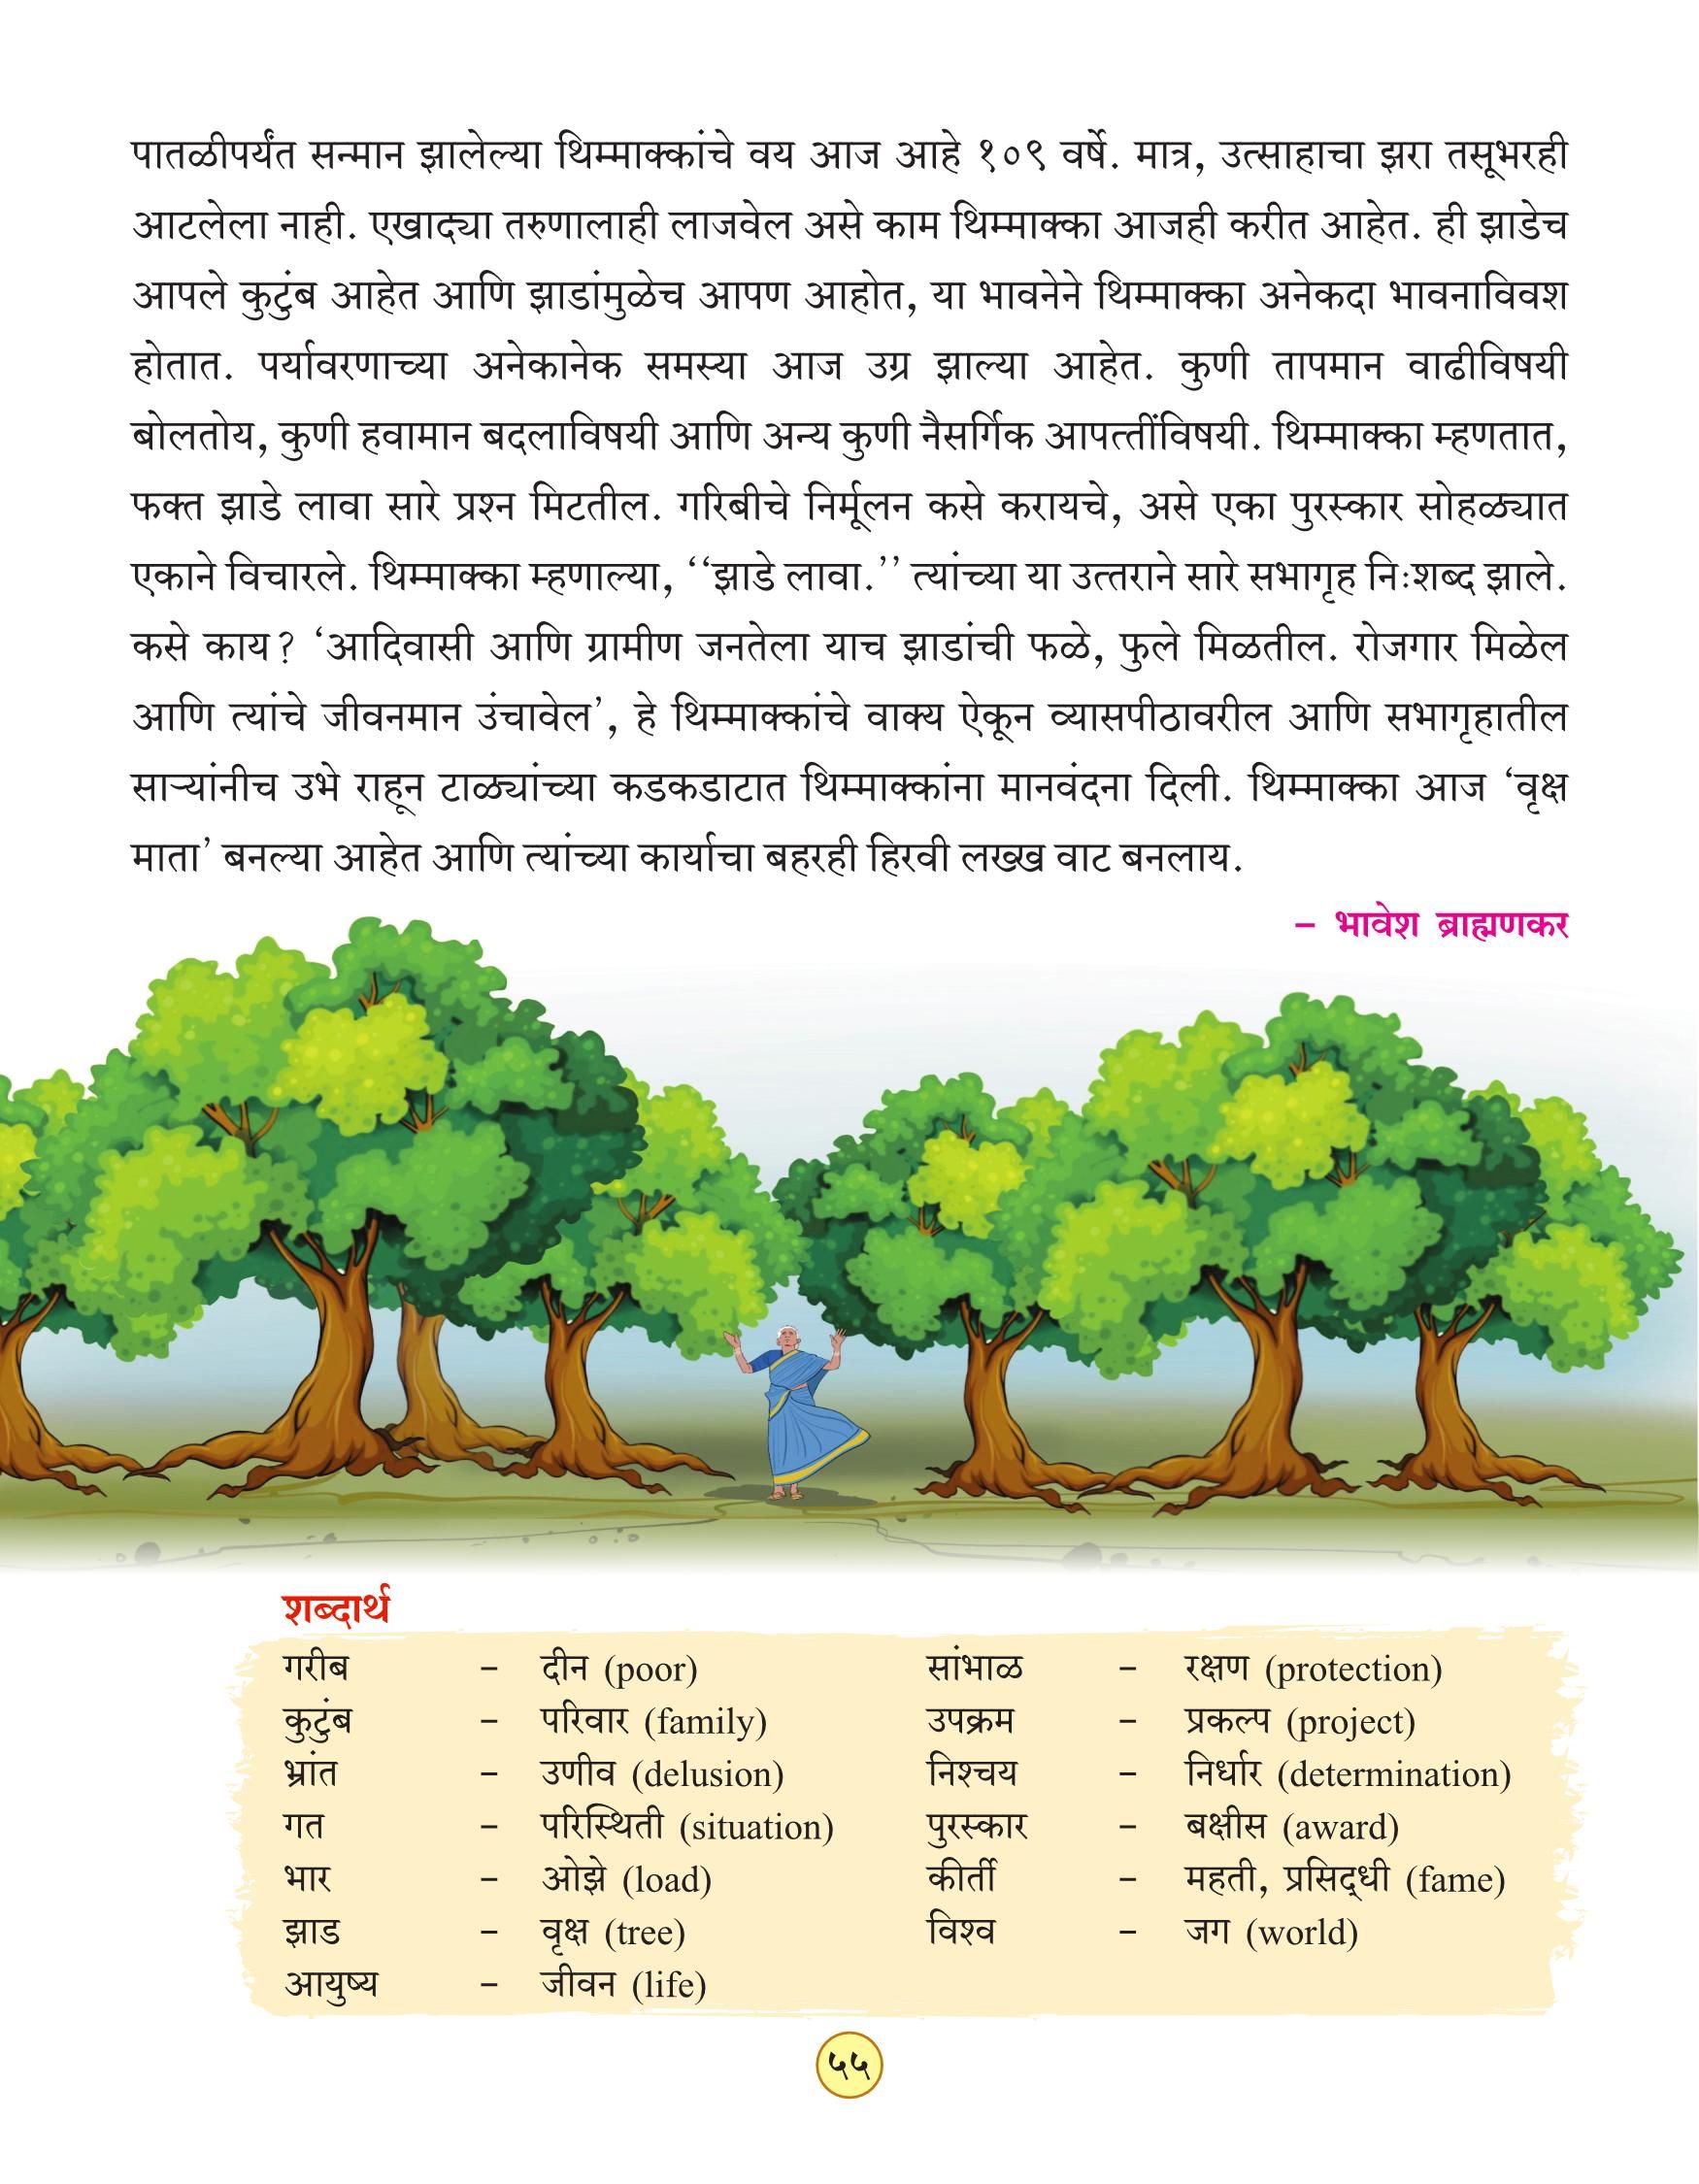 पातळीपर्यंत सन्मान झालेल्या थिम्माक्कांचे वय आज आहे १०९ वर्षे. मात्र, उत्साहाचा झरा तसूभरही
आटलेला नाही. एखाद्या तरुणालाही लाजवेल असे काम थिम्माक्का आजही करीत आहेत. ही झाडेच
आपले कुटुंब आहेत आणि झाडांमुळेच आपण आहोत, या भावनेने थिम्माक्का अनेकदा भावनाविवश
होतात. पर्यावरणाच्या अनेकानेक समस्या आज उग्र झाल्या आहेत. कुणी तापमान वाढीविषयी
बोलतोय, कुणी हवामान बदलाविषयी आणि अन्य कुणी नैसर्गिक आपत्तींविषयी. थिम्माक्का म्हणतात,
फक्त झाडे लावा सारे प्रश्न मिटतील. गरिबीचे निर्मूलन कसे करायचे, असे एका पुरस्कार सोहळ्यात
एकाने विचारले. थिम्माक्का म्हणाल्या, ‘‘झाडे लावा.’’ त्यांच्या या उत्तराने सारे सभागृह निःशब्द झाले.
कसे काय? ‘आदिवासी आणि ग्रामीण जनतेला याच झाडांची फळे, फुले मिळतील. रोजगार मिळेल
आणि त्यांचे जीवनमान उंचावेल’, हे थिम्माक्कांचे वाक्य ऐकून व्यासपीठावरील आणि सभागृहातील
साऱ्यांनीच उभे राहून टाळ्यांच्या कडकडाटात थिम्माक्कांना मानवंदना दिली. थिम्माक्का आज ‘वृक्ष
माता’ बनल्या आहेत आणि त्यांच्या कार्याचा बहरही हिरवी लख्ख वाट बनलाय.
– भावेश ब्राह्मणकर
शब्दार्थ
गरीब – दीन (poor)
कुटुंब – परिवार (family)
भ्रांत – उणीव (delusion)
गत – परिस्थिती (situation)
भार – ओझे (load)
झाड – वृक्ष (tree)
आयुष्य – जीवन (life)
सांभाळ – रक्षण (protection)
उपक्रम – प्रकल्प (project)
निश्चय – निर्धार (determination)
पुरस्कार – बक्षीस (award)
कीर्ती – महती, प्रसिद्धी (fame)
विश्व – जग (world)
५५